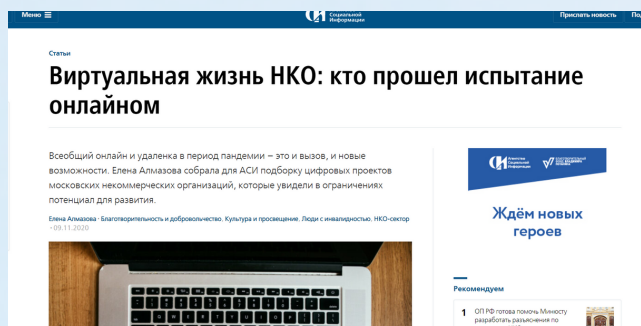 Меню
Социальной
Информации
Прислать новость
Статьи
Виртуальная жизнь НКО: кто прошел испытание
онлайном
Всеобщий онлайн и удаленка в период пандемии – это и вызов, и новые
возможности. Елена Алмазова собрала для АСИ подборку цифровых проектов
московских некоммерческих организаций, которые увидели в ограничениях
потенциал для развития.
Елена Алмазова · Благотворительность и добровольчество. Культура и просвещение. Люди с инвалидностью. НКО-сектор
· 09.11.2020
Агентство
Социальной
Информации
Ждём новых
героев
Рекомендуем
1 ОП РФ готова помочь Минюсту
разработать разъяснения по